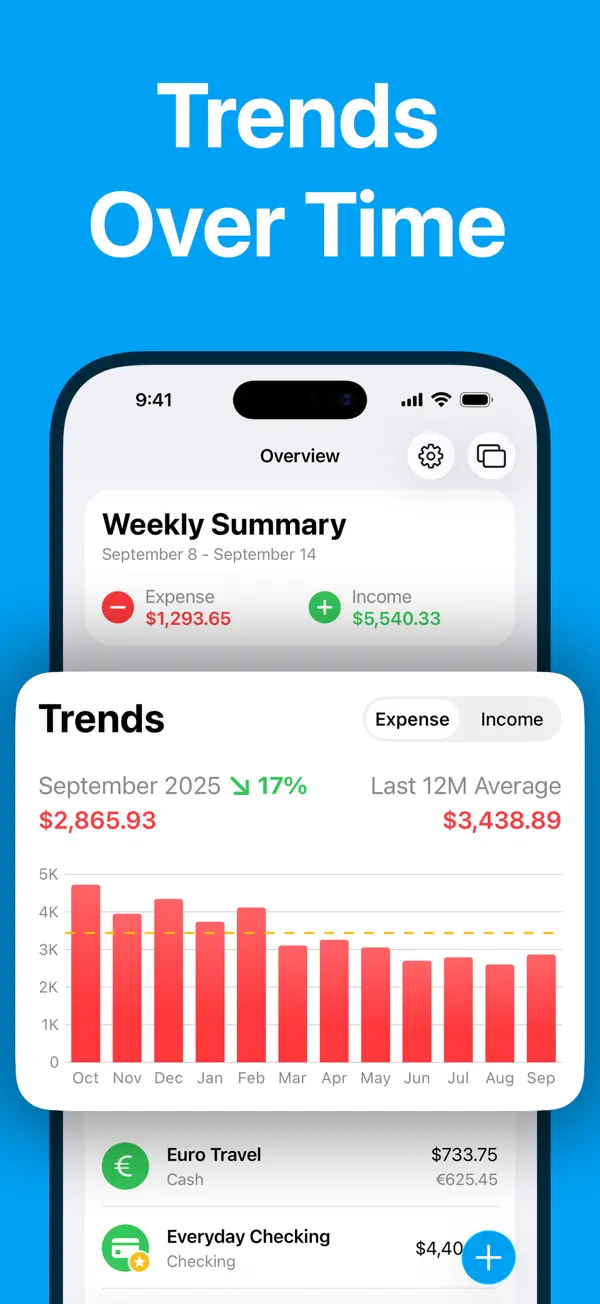 Trends
Over Time
9:41
Overview
Weekly Summary
September 8 - September 14
Expense
$1,293.65
Income
$5,540.33
Trends
Expense
Income
September 2025 ↘ 17%
Last 12M Average
$2,865.93
$3,438.89
5K
4K
3K
2K
1K
0
Oct Nov Dec Jan Feb Mar Apr May Jun Jul Aug Sep
Euro Travel
$733.75
Cash
€625.45
Everyday Checking
$4,40
Checking